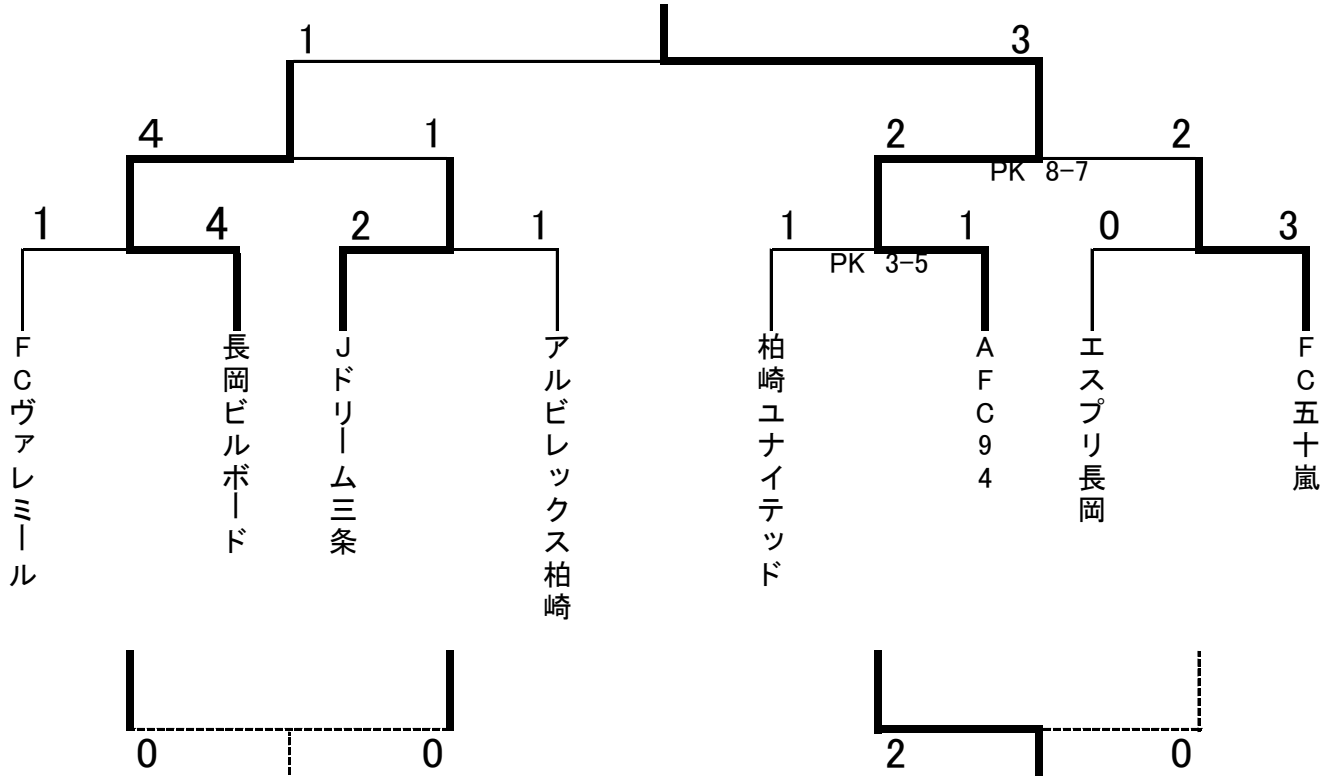 1 3
4 1 2 2
PK 8-7
1 4 2 1 1 1 0 3
PK 3-5
FCヴァレミール
長岡ビルボード
Jドリーム三条
アルビレックス柏崎
柏崎ユナイテッド
AFC94
エスプリ長岡
FC五十嵐
0 0 2 0